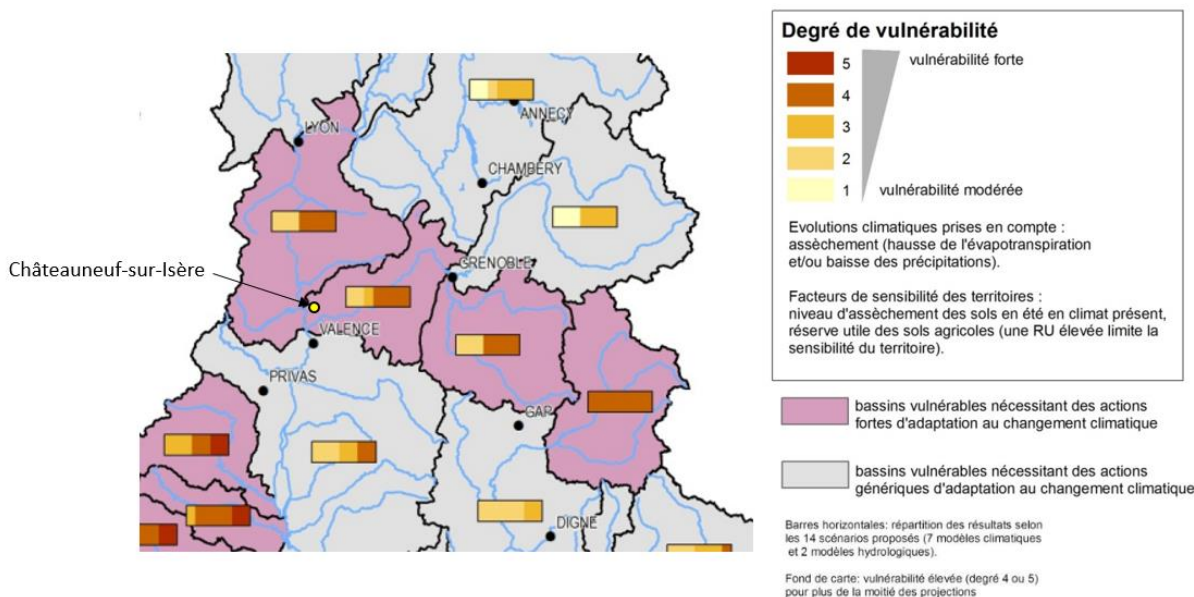 LYON
ANNECY
CHAMBERY
GRENOBLE
Châteauneuf-sur-Isère
VALENCE
PRIVAS
GAP
DIGNE
Degré de vulnérabilité
5 vulnérabilité forte
4
3
2
1 vulnérabilité modérée
Evolutions climatiques prises en compte :
assèchement (hausse de l'évapotranspiration
et/ou baisse des précipitations).
Facteurs de sensibilité des territoires :
niveau d'assèchement des sols en été en climat présent,
réserve utile des sols agricoles (une RU élevée limite la
sensibilité du territoire).
bassins vulnérables nécessitant des actions
fortes d'adaptation au changement climatique
bassins vulnérables nécessitant des actions
génériques d'adaptation au changement climatique
Barres horizontales: répartition des résultats selon
les 14 scénarios proposés (7 modèles climatiques
et 2 modèles hydrologiques).
Fond de carte: vulnérabilité élevée (degré 4 ou 5)
pour plus de la moitié des projections